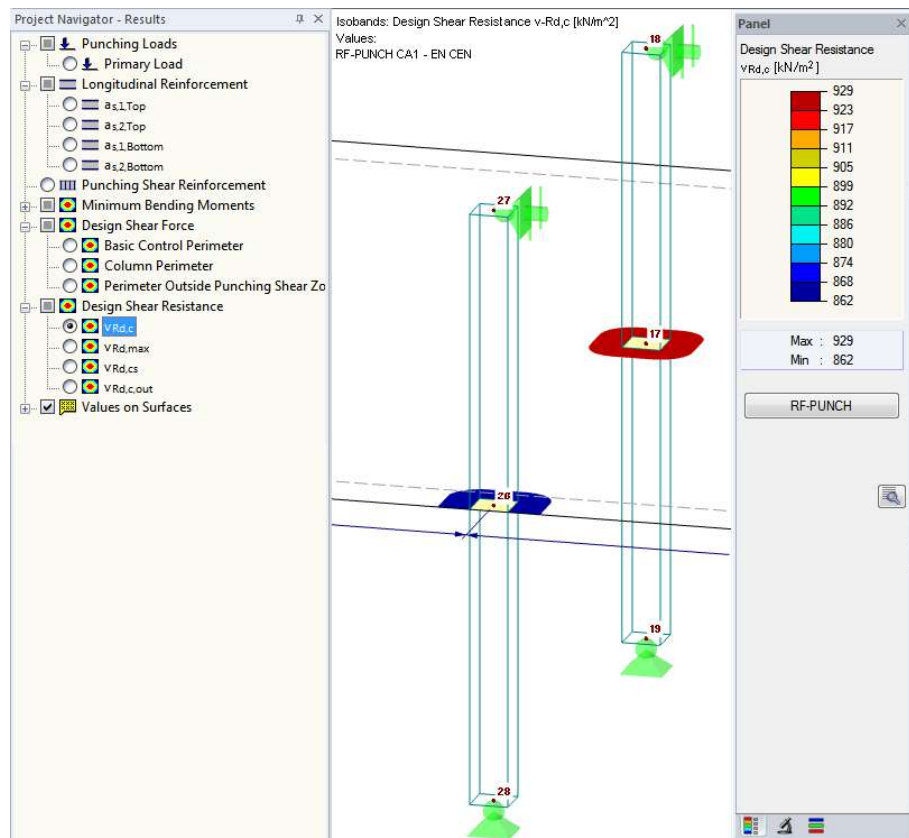 Project Navigator - Results
Punching Loads
Primary Load
Longitudinal Reinforcement
as,1,Top
as,2,Top
as,1,Bottom
as,2,Bottom
Punching Shear Reinforcement
Minimum Bending Moments
Design Shear Force
Basic Control Perimeter
Column Perimeter
Perimeter Outside Punching Shear Zo
Design Shear Resistance
vRd,c
vRd,max
vRd,cs
vRd,c,out
Values on Surfaces
Isobands: Design Shear Resistance v-Rd,c [kN/m^2]
Values:
RF-PUNCH CA1 - EN CEN
18
27
17
26
19
28
Panel
Design Shear Resistance
vRd,c [kN/m²]
929
923
917
911
905
899
892
886
880
874
868
862
Max : 929
Min : 862
RF-PUNCH